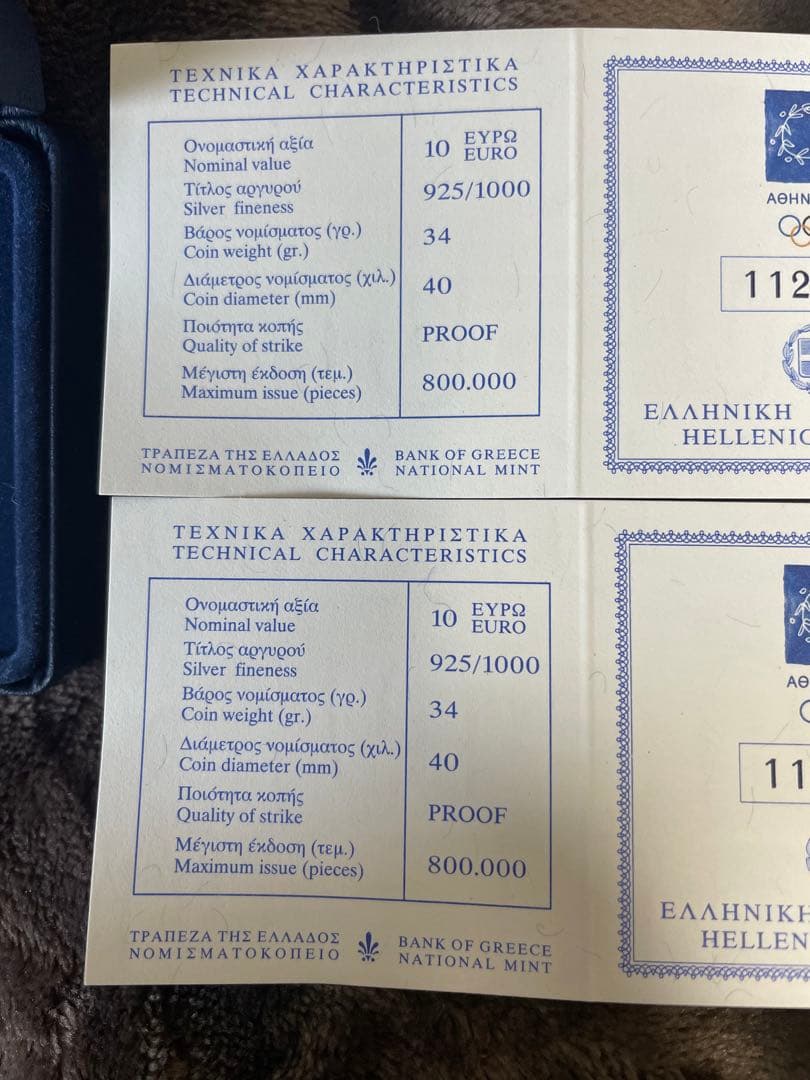 ΤΕΧΝΙΚΑ ΧΑΡΑΚΤΗΡΙΣΤΙΚΑ
TECHNICAL CHARACTERISTICS
Ονομαστική αξία
Nominal value
10 ΕΥΡΩ
EURO
Τίτλος αργυρού
Silver fineness
925/1000
Βάρος νομίσματος (γρ.)
Coin weight (gr.)
34
Διάμετρος νομίσματος (χιλ.)
Coin diameter (mm)
40
Ποιότητα κοπής
Quality of strike
PROOF
Μέγιστη έκδοση (τεμ.)
Maximum issue (pieces)
800.000
ΤΡΑΠΕΖΑ ΤΗΣ ΕΛΛΑΔΟΣ
ΝΟΜΙΣΜΑΤΟΚΟΠΕΙΟ
BANK OF GREECE
NATIONAL MINT
ΑΘΗΝ
112
ΕΛΛΗΝΙΚΗ
HELLENIC
ΤΕΧΝΙΚΑ ΧΑΡΑΚΤΗΡΙΣΤΙΚΑ
TECHNICAL CHARACTERISTICS
Ονομαστική αξία
Nominal value
10 ΕΥΡΩ
EURO
Τίτλος αργυρού
Silver fineness
925/1000
Βάρος νομίσματος (γρ.)
Coin weight (gr.)
34
Διάμετρος νομίσματος (χιλ.)
Coin diameter (mm)
40
Ποιότητα κοπής
Quality of strike
PROOF
Μέγιστη έκδοση (τεμ.)
Maximum issue (pieces)
800.000
ΤΡΑΠΕΖΑ ΤΗΣ ΕΛΛΑΔΟΣ
ΝΟΜΙΣΜΑΤΟΚΟΠΕΙΟ
BANK OF GREECE
NATIONAL MINT
ΑΘ
11
ΕΛΛΗΝΙΚΗ
HELLEN